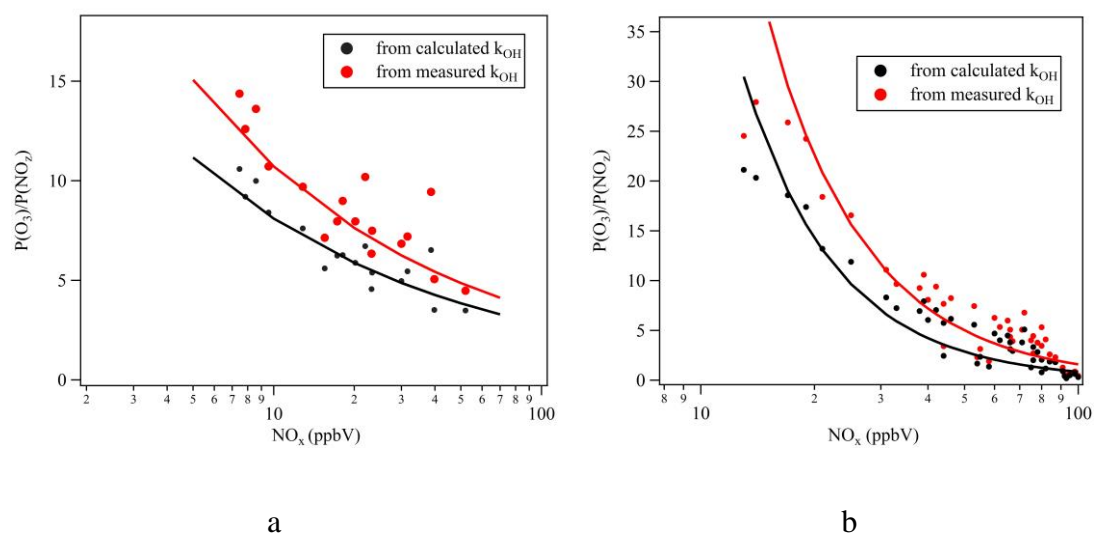 from calculated kOH
from measured kOH
15
10
5
0
P(O3)/P(NOz)
2 3 4 5 6 7 8 9 10 2 3 4 5 6 7 8 9 100
NOx (ppbV)
a
from calculated kOH
from measured kOH
35
30
25
20
15
10
5
0
P(O3)/P(NOz)
8 9 10 2 3 4 5 6 7 8 9 100
NOx (ppbV)
b